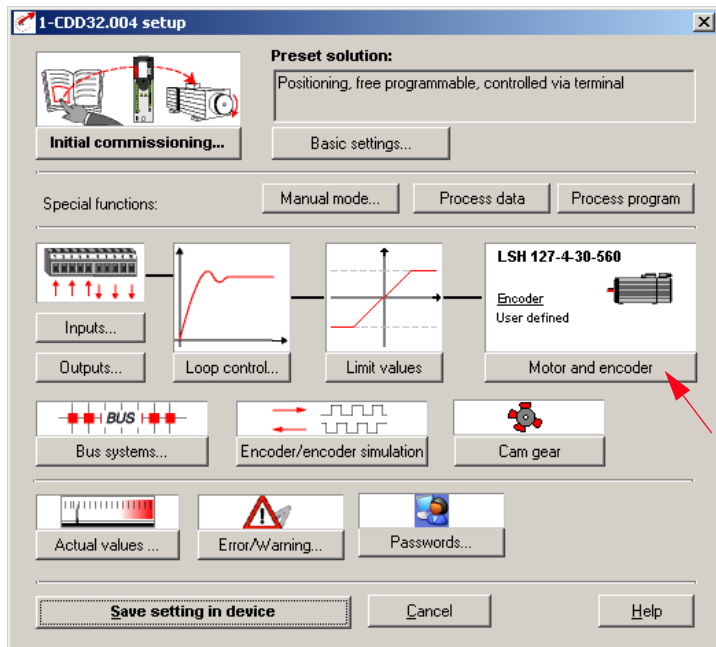 1-CDD32.004 setup
Preset solution:
Positioning, free programmable, controlled via terminal
Initial commissioning...
Basic settings...
Special functions:
Manual mode...
Process data
Process program
LSH 127-4-30-560
Encoder
User defined
Inputs...
Outputs...
Loop control...
Limit values
Motor and encoder
BUS
Bus systems...
Encoder/encoder simulation
Cam gear
Actual values ...
Error/Warning...
Passwords...
Save setting in device
Cancel
Help